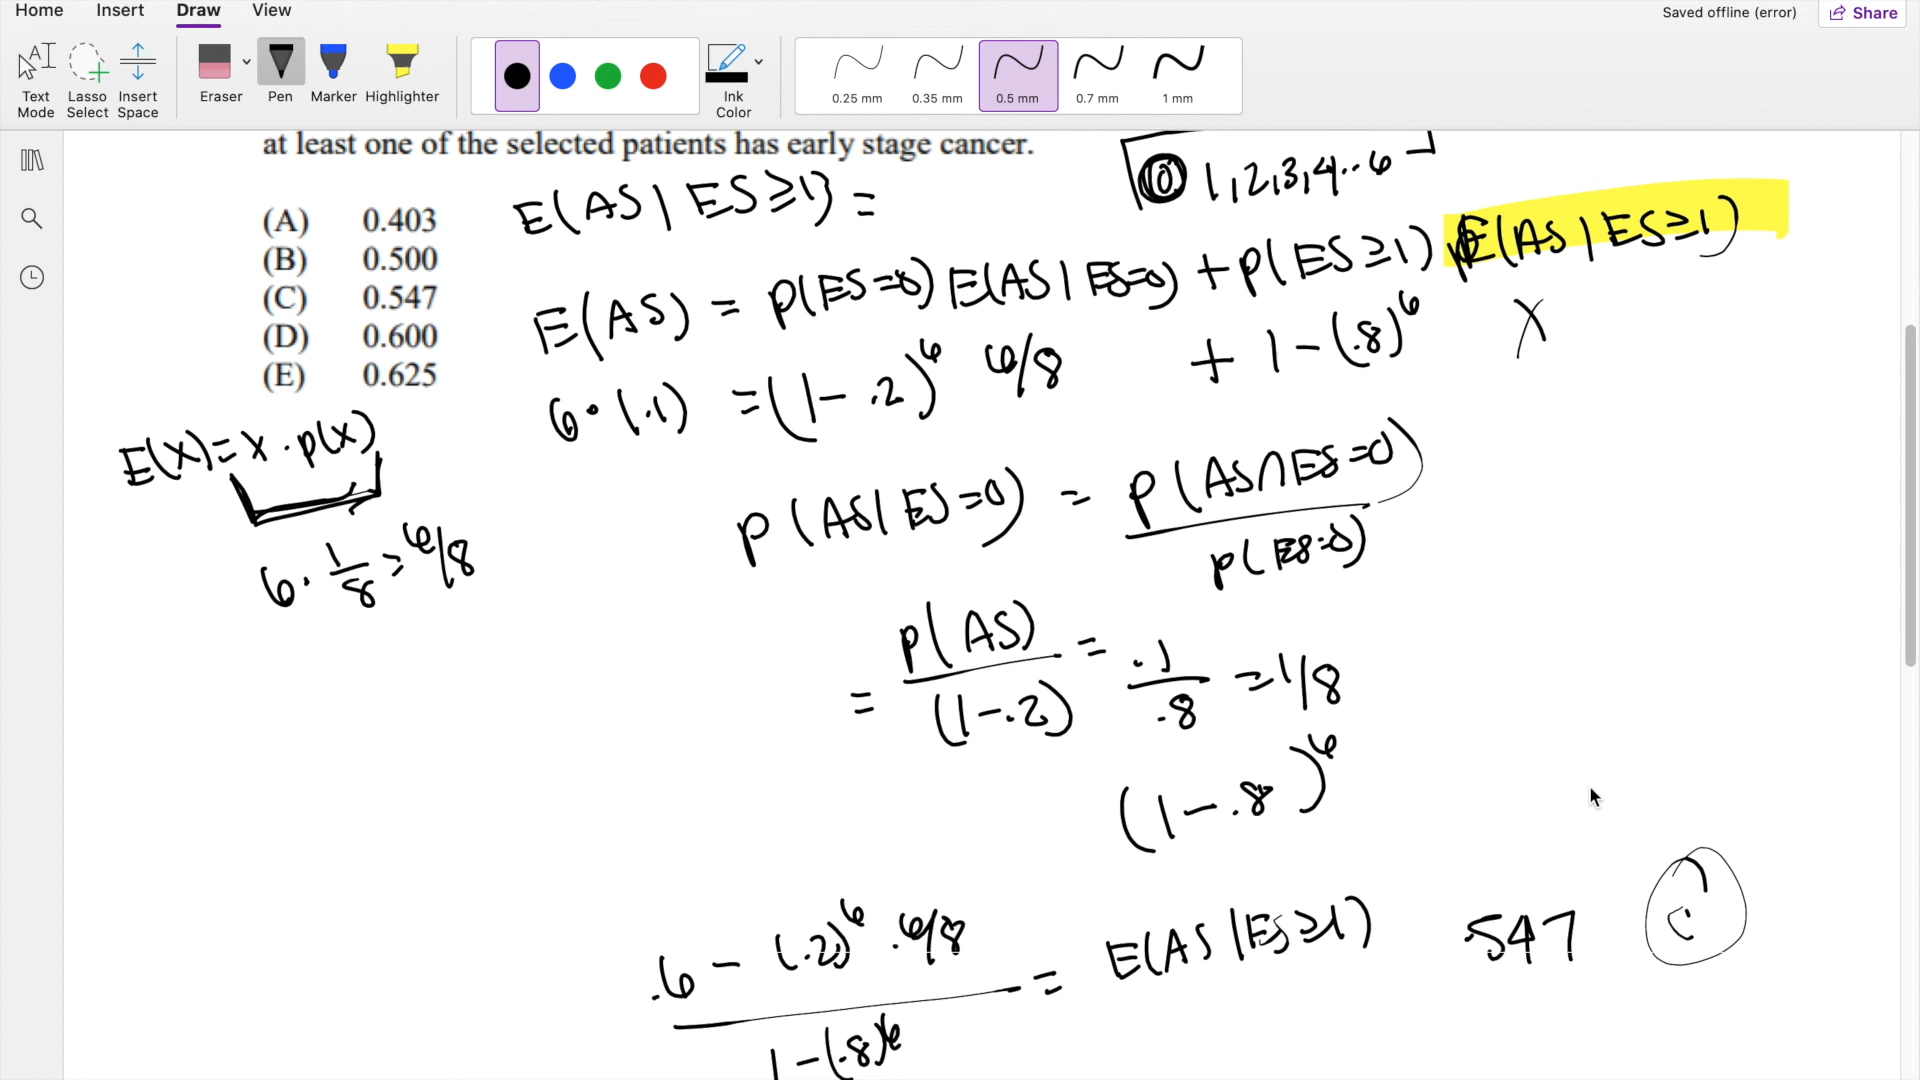 Home Insert Draw View
Saved offline (error) Share
Text Mode Lasso Select Insert Space Eraser Pen Marker Highlighter Ink Color 0.25 mm 0.35 mm 0.5 mm 0.7 mm 1 mm
at least one of the selected patients has early stage cancer.
0, 1,2,3,4..6
(A) 0.403
(B) 0.500
(C) 0.547
(D) 0.600
(E) 0.625
E(AS | ES≥1) =
E(AS) = p(ES=0) E(AS | ES=0) + p(ES≥1) E(AS | ES≥1)
6•(.1) = (1-.2)^6 6/8 + 1-(.8)^6 X
E(X)=x.p(x)
6.1/8=6/8
p(AS|ES=0) = p(AS∩ES=0)/p(ES=0)
= p(AS)/(1-.2) = .1/.8 =1/8
(1-.8)^6
(.6 - (.2)^6 .6/8)/(1-(.8)^6) = E(AS|ES≥1) .547 C